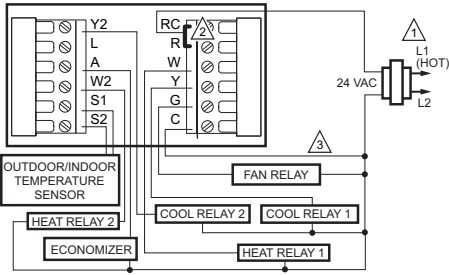 Y2
L
A
W2
S1
S2
RC
R
W
Y
G
C
2
1
L1
(HOT)
24 VAC
L2
3
OUTDOOR/INDOOR
TEMPERATURE
SENSOR
FAN RELAY
HEAT RELAY 2
COOL RELAY 2
COOL RELAY 1
ECONOMIZER
HEAT RELAY 1